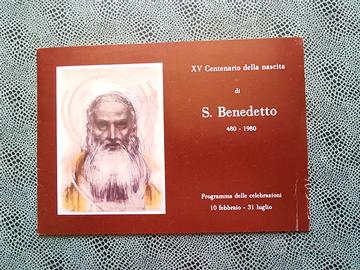 XV Centenario della nascita
di
S. Benedetto
480 - 1980
Programma delle celebrazioni
10 febbraio - 31 luglio